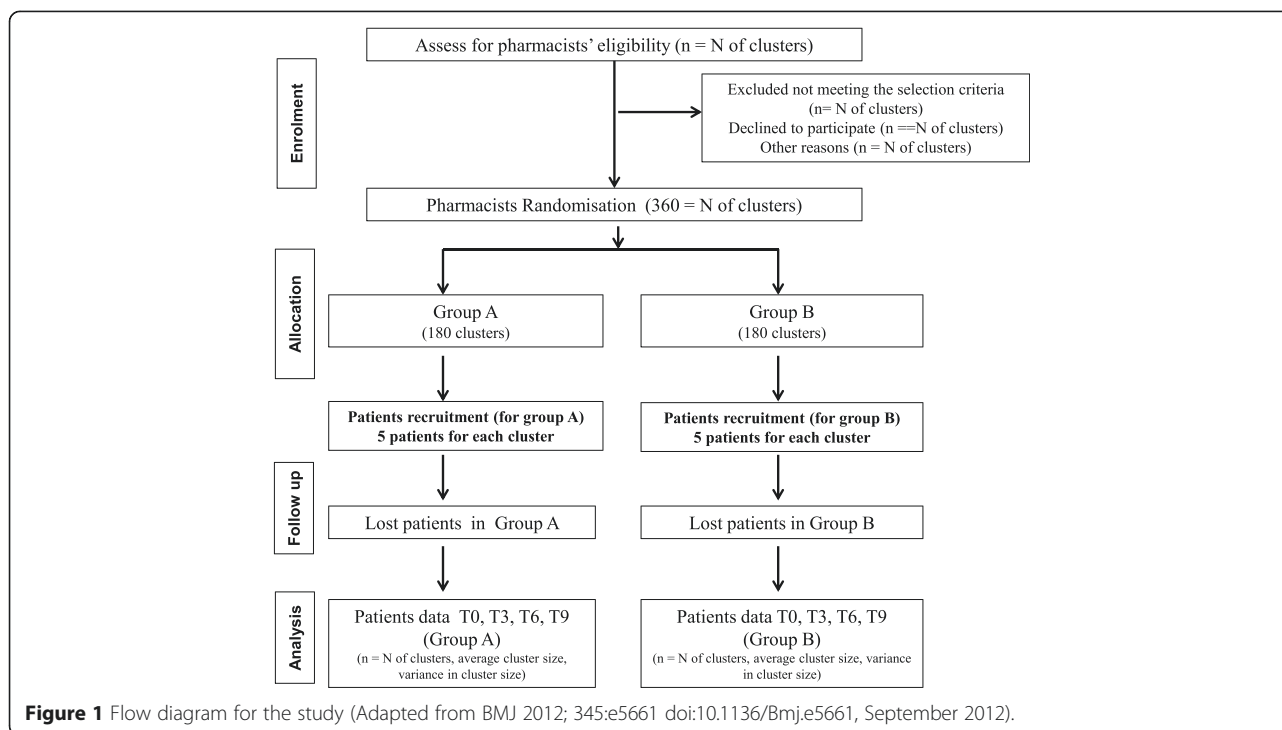 Assess for pharmacists' eligibility (n = N of clusters)
Enrolment
Excluded not meeting the selection criteria
(n= N of clusters)
Declined to participate (n ==N of clusters)
Other reasons (n = N of clusters)
Pharmacists Randomisation (360 = N of clusters)
Allocation
Group A
(180 clusters)
Group B
(180 clusters)
Patients recruitment (for group A)
5 patients for each cluster
Patients recruitment (for group B)
5 patients for each cluster
Follow up
Lost patients in Group A
Lost patients in Group B
Analysis
Patients data T0, T3, T6, T9
(Group A)
(n = N of clusters, average cluster size,
variance in cluster size)
Patients data T0, T3, T6, T9
(Group B)
(n = N of clusters, average cluster size, variance
in cluster size)
Figure 1 Flow diagram for the study (Adapted from BMJ 2012; 345:e5661 doi:10.1136/Bmj.e5661, September 2012).